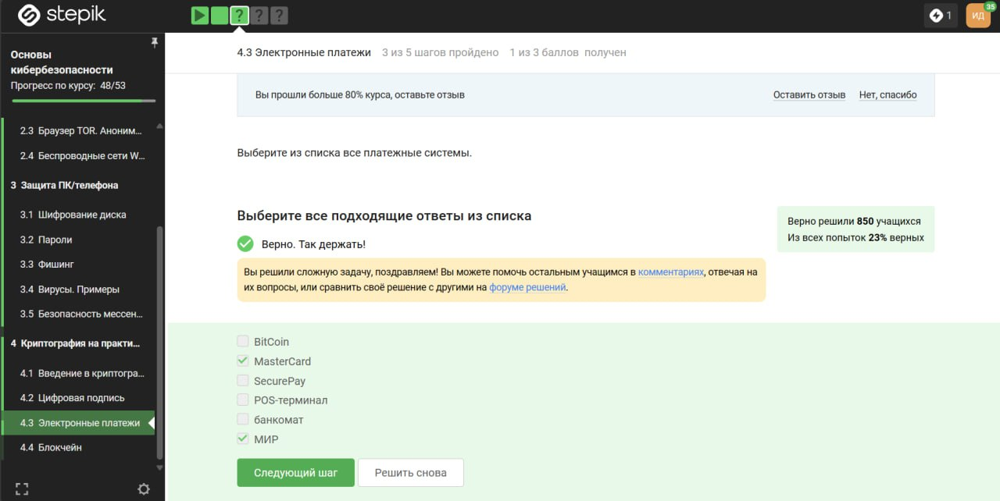 stepik
? ? ?
1
ИД
35
Основы
кибербезопасности
Прогресс по курсу: 48/53
2.3 Браузер TOR. Аноним...
2.4 Беспроводные сети W...
3 Защита ПК/телефона
3.1 Шифрование диска
3.2 Пароли
3.3 Фишинг
3.4 Вирусы. Примеры
3.5 Безопасность мессен...
4 Криптография на практи...
4.1 Введение в криптогра...
4.2 Цифровая подпись
4.3 Электронные платежи
4.4 Блокчейн
4.3 Электронные платежи 3 из 5 шагов пройдено 1 из 3 баллов получен
Вы прошли больше 80% курса, оставьте отзыв Оставить отзыв Нет, спасибо
Выберите из списка все платежные системы.
Выберите все подходящие ответы из списка
Верно. Так держать!
Вы решили сложную задачу, поздравляем! Вы можете помочь остальным учащимся в комментариях, отвечая на
их вопросы, или сравнить своё решение с другими на форуме решений.
Верно решили 850 учащихся
Из всех попыток 23% верных
BitCoin
MasterCard
SecurePay
POS-терминал
банкомат
МИР
Следующий шаг Решить снова